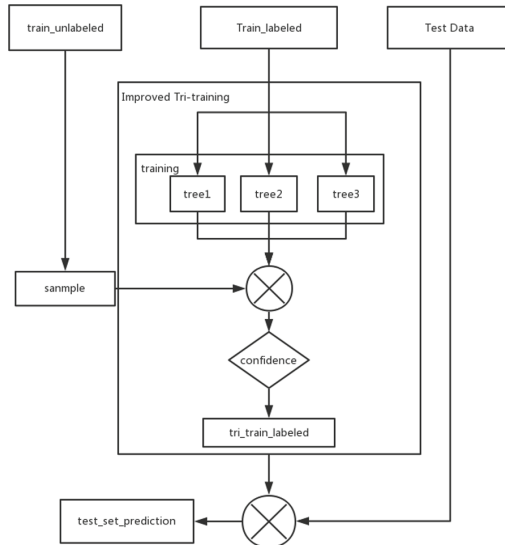 train_unlabeled
Train_labeled
Test Data
Improved Tri-training
training
tree1
tree2
tree3
sanmple
confidence
tri_train_labeled
test_set_prediction